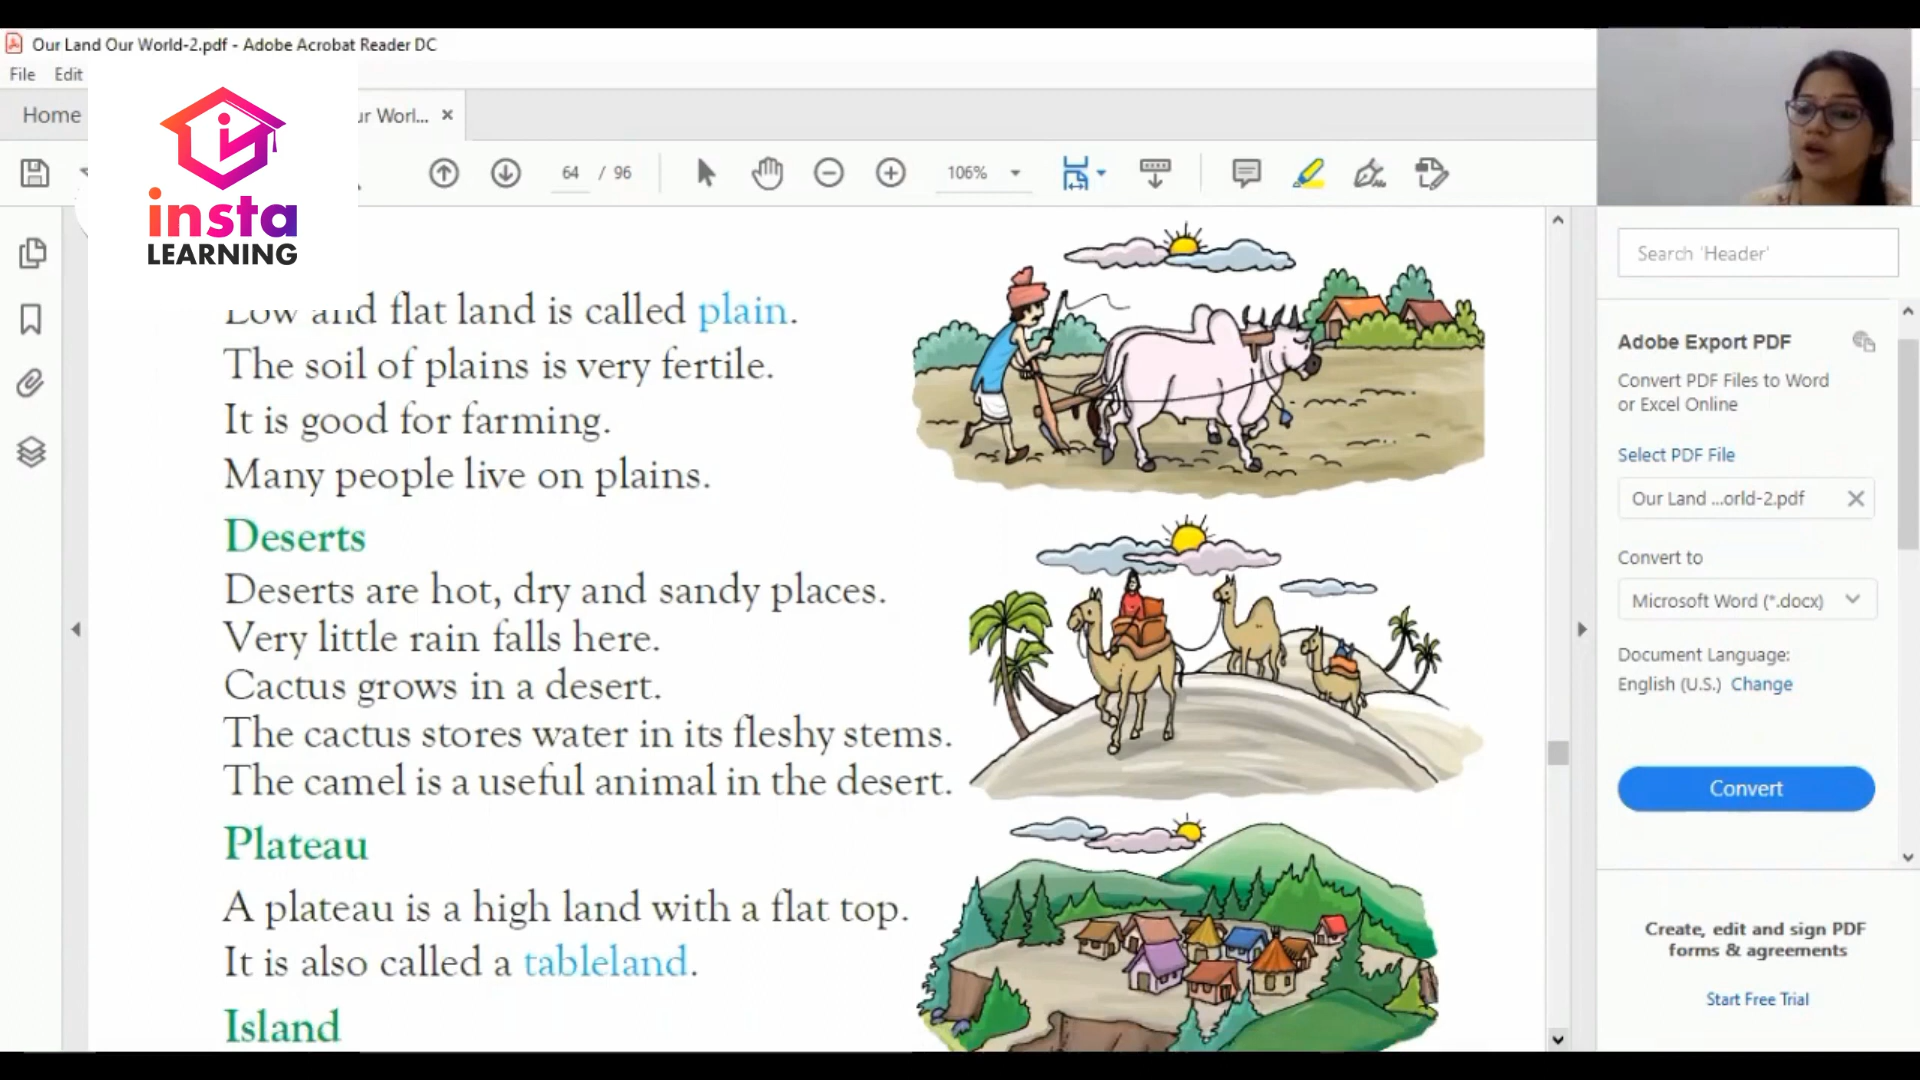 Our Land Our World-2.pdf - Adobe Acrobat Reader DC
File Edit
Home ur Worl... ×
64 / 96 106%
insta
LEARNING
Low and flat land is called plain.
The soil of plains is very fertile.
It is good for farming.
Many people live on plains.
Deserts
Deserts are hot, dry and sandy places.
Very little rain falls here.
Cactus grows in a desert.
The cactus stores water in its fleshy stems.
The camel is a useful animal in the desert.
Plateau
A plateau is a high land with a flat top.
It is also called a tableland.
Island
Search 'Header'
Adobe Export PDF
Convert PDF Files to Word
or Excel Online
Select PDF File
Our Land ...orld-2.pdf
Convert to
Microsoft Word (*.docx)
Document Language:
English (U.S.) Change
Convert
Create, edit and sign PDF
forms & agreements
Start Free Trial